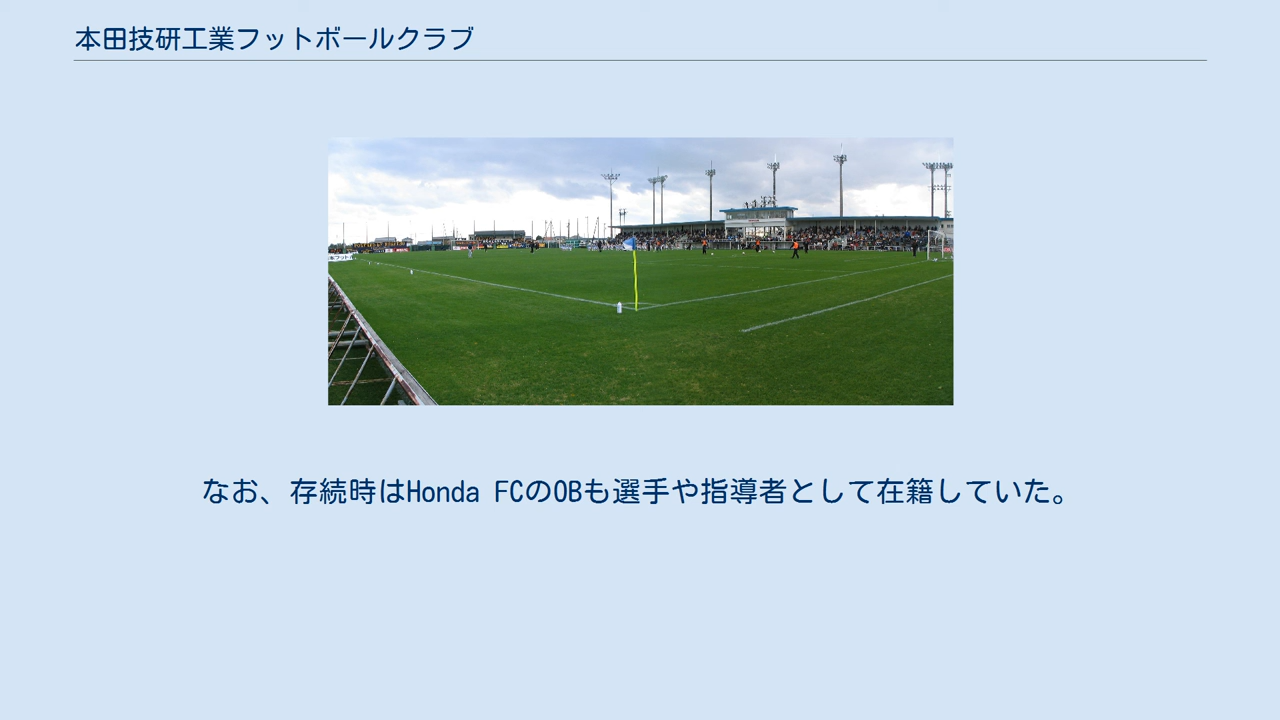 本田技研工業フットボールクラブ
なお、存続時はHonda FCのOBも選手や指導者として在籍していた。